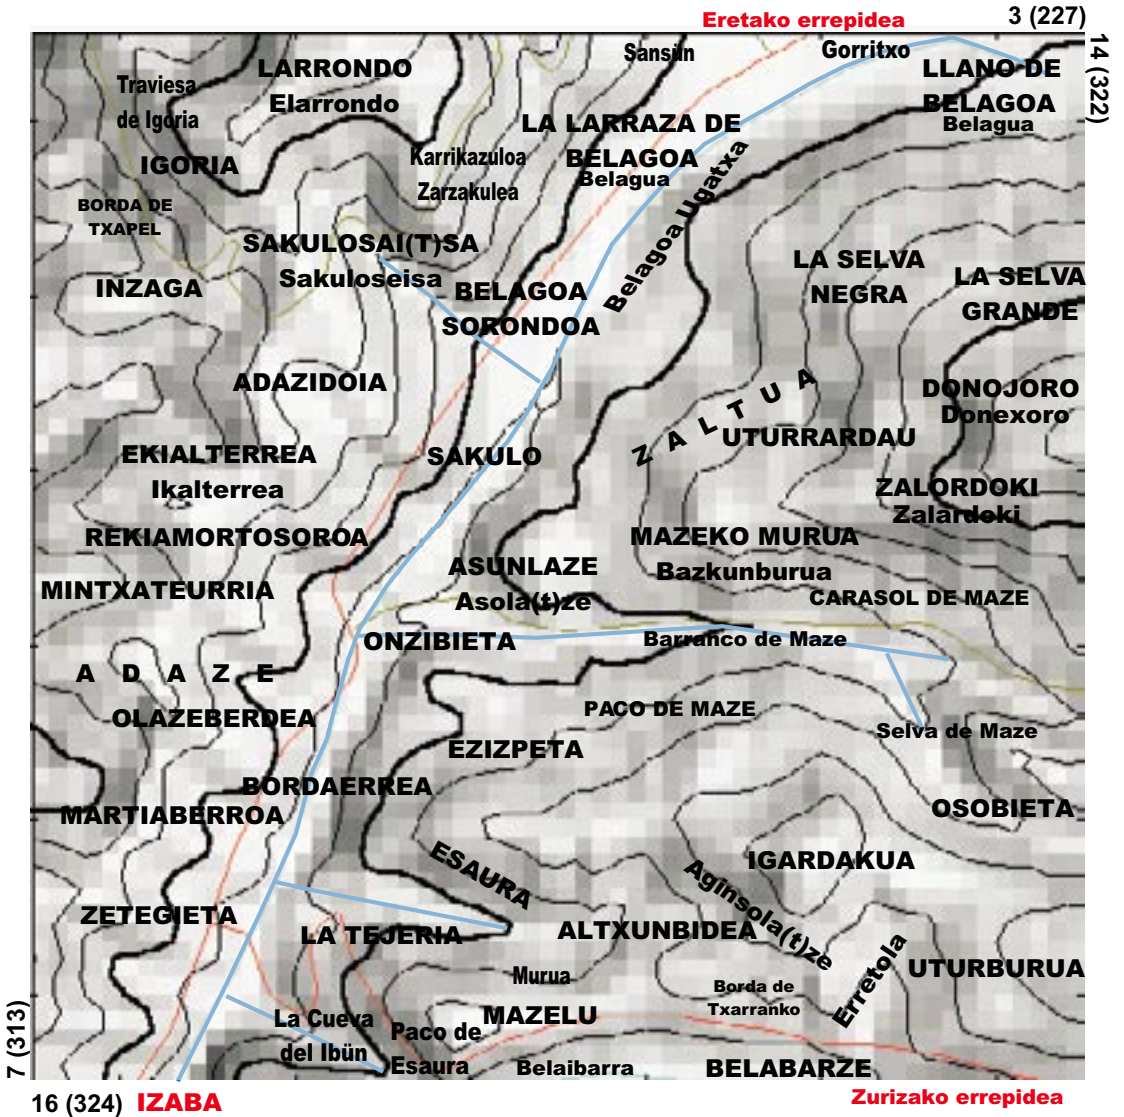 Eretako errepidea
3 (227)
14 (322)
Sansün
Gorritxo
LARRONDO
Elarrondo
LLANO DE
BELAGOA
Belagua
Traviesa
de Igoria
LA LARRAZA DE
BELAGOA
Belagua
IGORIA
Karrikazuloa
Zarzakulea
Belagoa Ugatxa
BORDA DE
TXAPEL
SAKULOSAI(T)SA
Sakuloseisa
INZAGA
BELAGOA
SORONDOA
LA SELVA
NEGRA
LA SELVA
GRANDE
ADAZIDOIA
DONOJORO
Donexoro
ZALTUA
UTURRARDAU
EKIALTERREA
Ikalterrea
SAKULO
ZALORDOKI
Zalardoki
REKIAMORTOSOROA
MAZEKO MURUA
Bazkunburua
ASUNLAZE
Asola(t)ze
MINTXATEURRIA
CARASOL DE MAZE
ONZIBIETA
Barranco de Maze
ADAZE
OLAZEBERDEA
PACO DE MAZE
Selva de Maze
EZIZPETA
BORDAERREA
MARTIABERROA
OSOBIETA
ESAURA
IGARDAKUA
Aginsola(t)ze
ZETEGIETA
LA TEJERIA
ALTXUNBIDEA
Erretola
UTURBURUA
Murua
Borda de
Txarranko
La Cueva
del Ibün
Paco de
Esaura
MAZELU
Belaibarra
BELABARZE
7 (313)
16 (324) IZABA
Zurizako errepidea